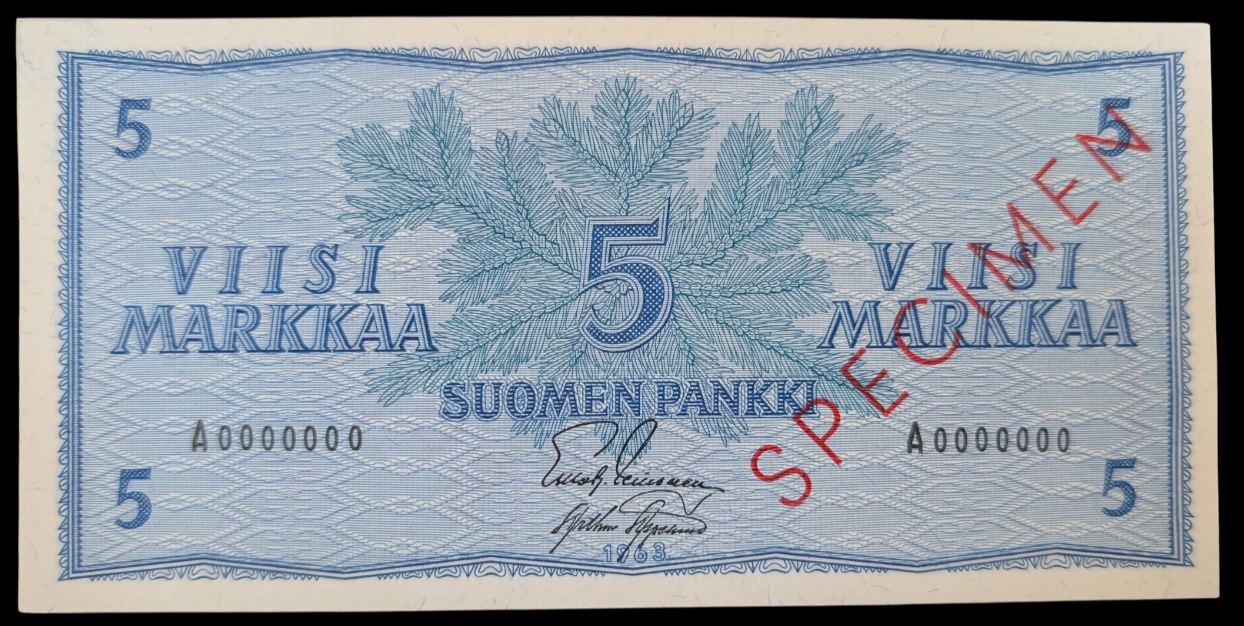 5
5
VIISI
MARKKAA
5
VIISI
MARKKAA
SUOMEN PANKKI
A0000000
A0000000
5
5
1963
SPECIMEN